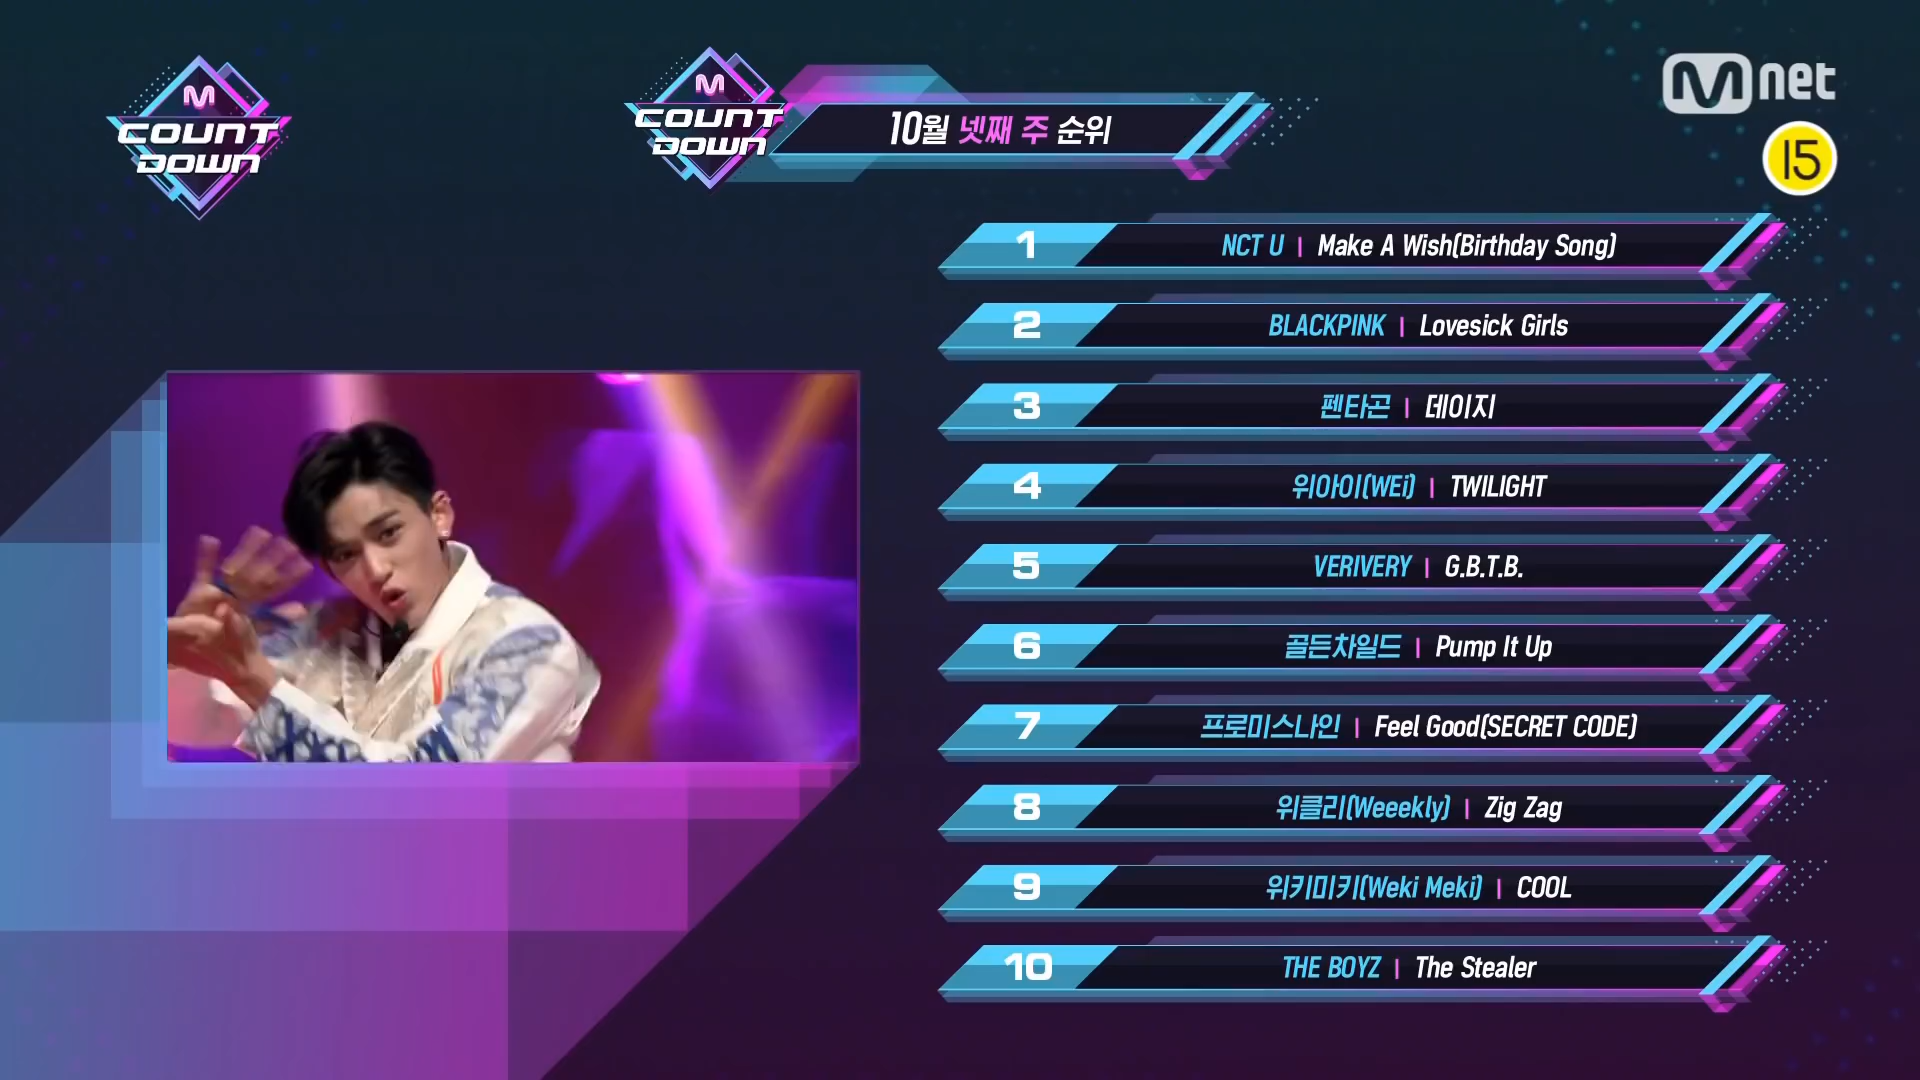 M
COUNT
DOWN
M
COUNT
DOWN
10월 넷째 주 순위
Mnet
15
1 NCT U | Make A Wish(Birthday Song)
2 BLACKPINK | Lovesick Girls
3 펜타곤 | 데이지
4 위아이(WEi) | TWILIGHT
5 VERIVERY | G.B.T.B.
6 골든차일드 | Pump It Up
7 프로미스나인 | Feel Good(SECRET CODE)
8 위클리(Weeekly) | Zig Zag
9 위키미키(Weki Meki) | COOL
10 THE BOYZ | The Stealer